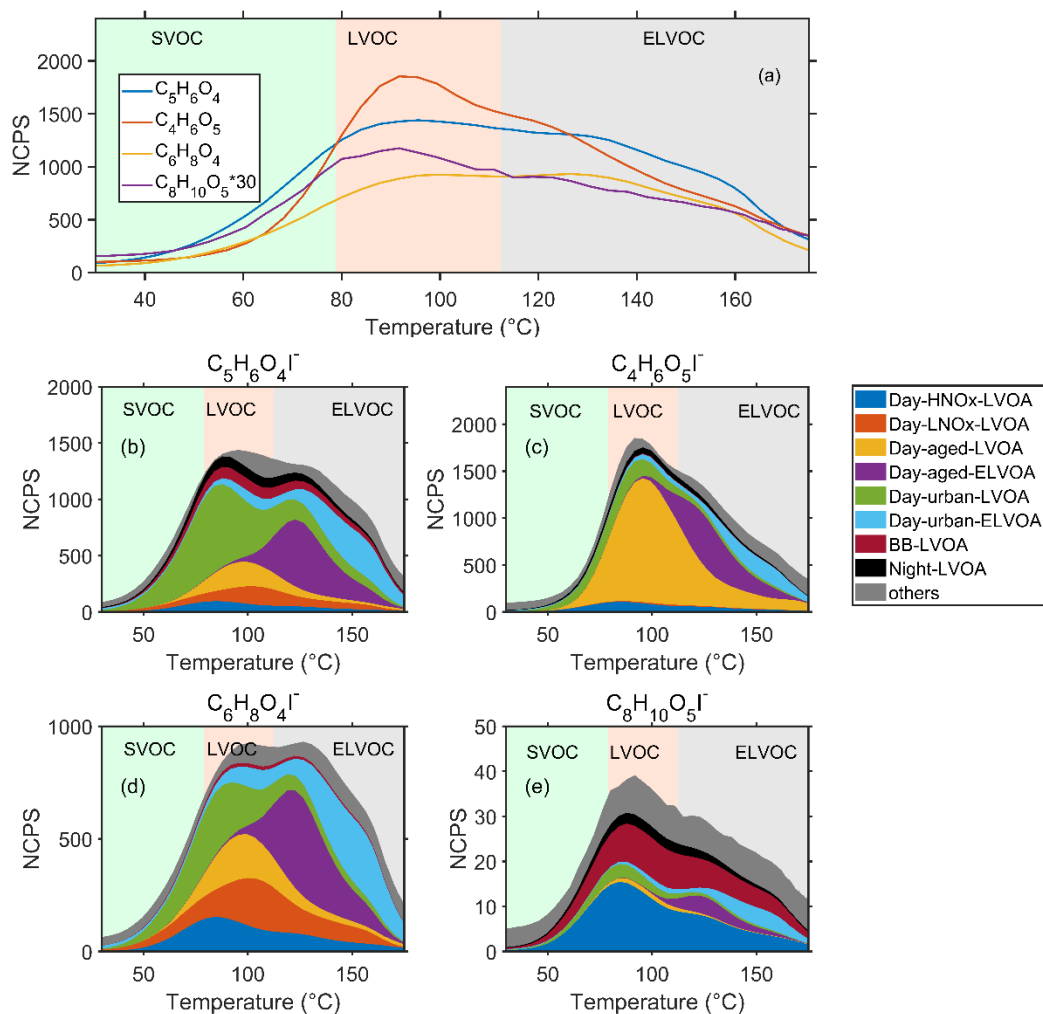 SVOC LVOC ELVOC
(a)
2000
1500
1000
500
0
NCPS
C₅H₆O₄
C₄H₆O₅
C₆H₈O₄
C₈H₁₀O₅*30
40 60 80 100 120 140 160
Temperature (°C)
C₅H₆O₄I⁻
2000
1500
1000
500
0
NCPS
SVOC LVOC ELVOC
(b)
50 100 150
Temperature (°C)
C₄H₆O₅I⁻
2000
1500
1000
500
0
NCPS
SVOC LVOC ELVOC
(c)
50 100 150
Temperature (°C)
Day-HNOx-LVOA
Day-LNOx-LVOA
Day-aged-LVOA
Day-aged-ELVOA
Day-urban-LVOA
Day-urban-ELVOA
BB-LVOA
Night-LVOA
others
C₆H₈O₄I⁻
1000
500
0
NCPS
SVOC LVOC ELVOC
(d)
50 100 150
Temperature (°C)
C₈H₁₀O₅I⁻
50
40
30
20
10
0
NCPS
SVOC LVOC ELVOC
(e)
50 100 150
Temperature (°C)